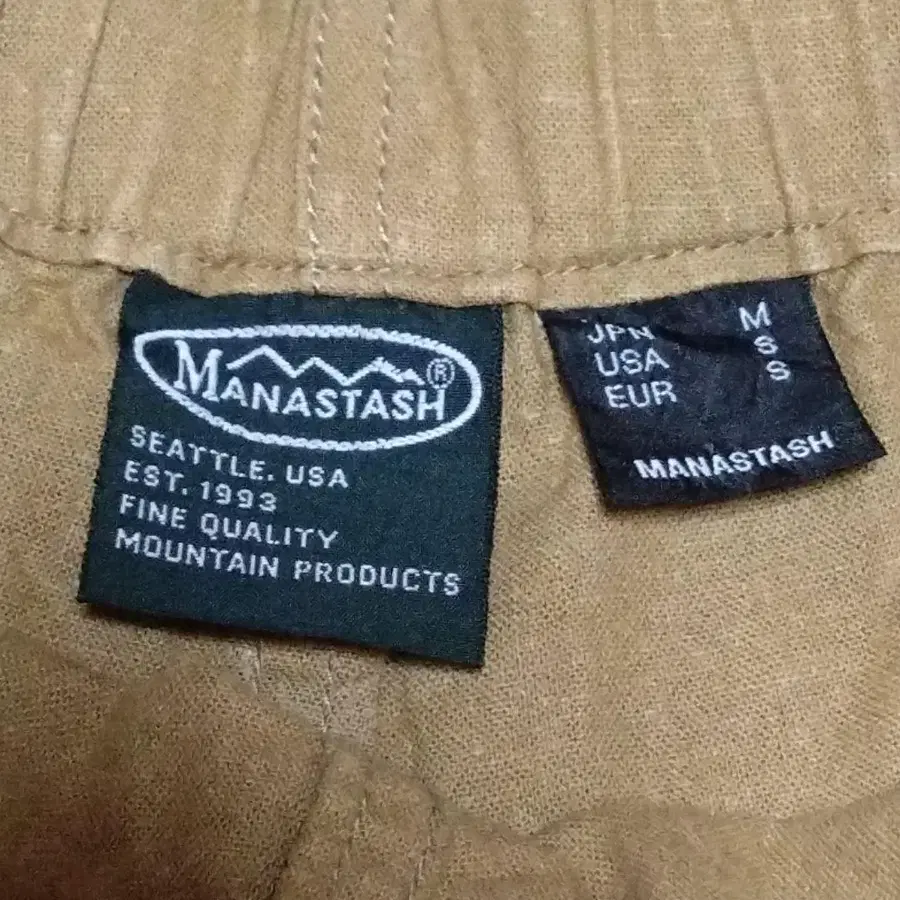 MANASTASH®
SEATTLE. USA
EST. 1993
FINE QUALITY
MOUNTAIN PRODUCTS
JPN M
USA S
EUR S
MANASTASH